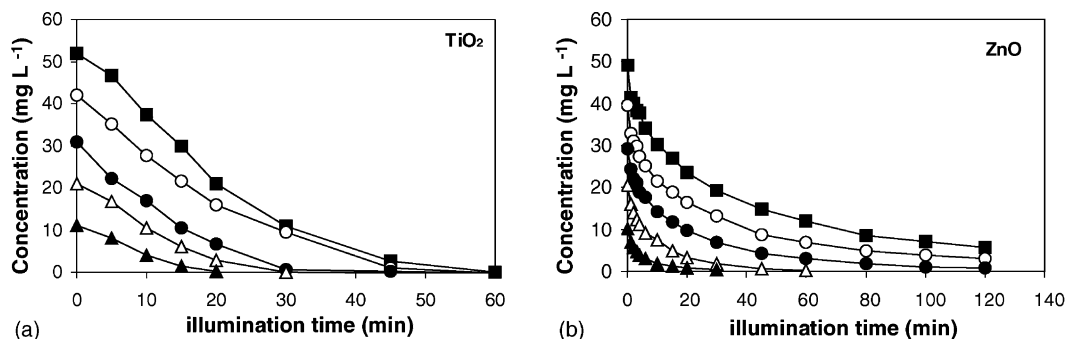 60
50
40
30
20
10
0
Concentration (mg L -1)
TiO2
0 10 20 30 40 50 60
illumination time (min)
(a)
60
50
40
30
20
10
0
Concentration (mg L -1)
ZnO
0 20 40 60 80 100 120 140
illumination time (min)
(b)